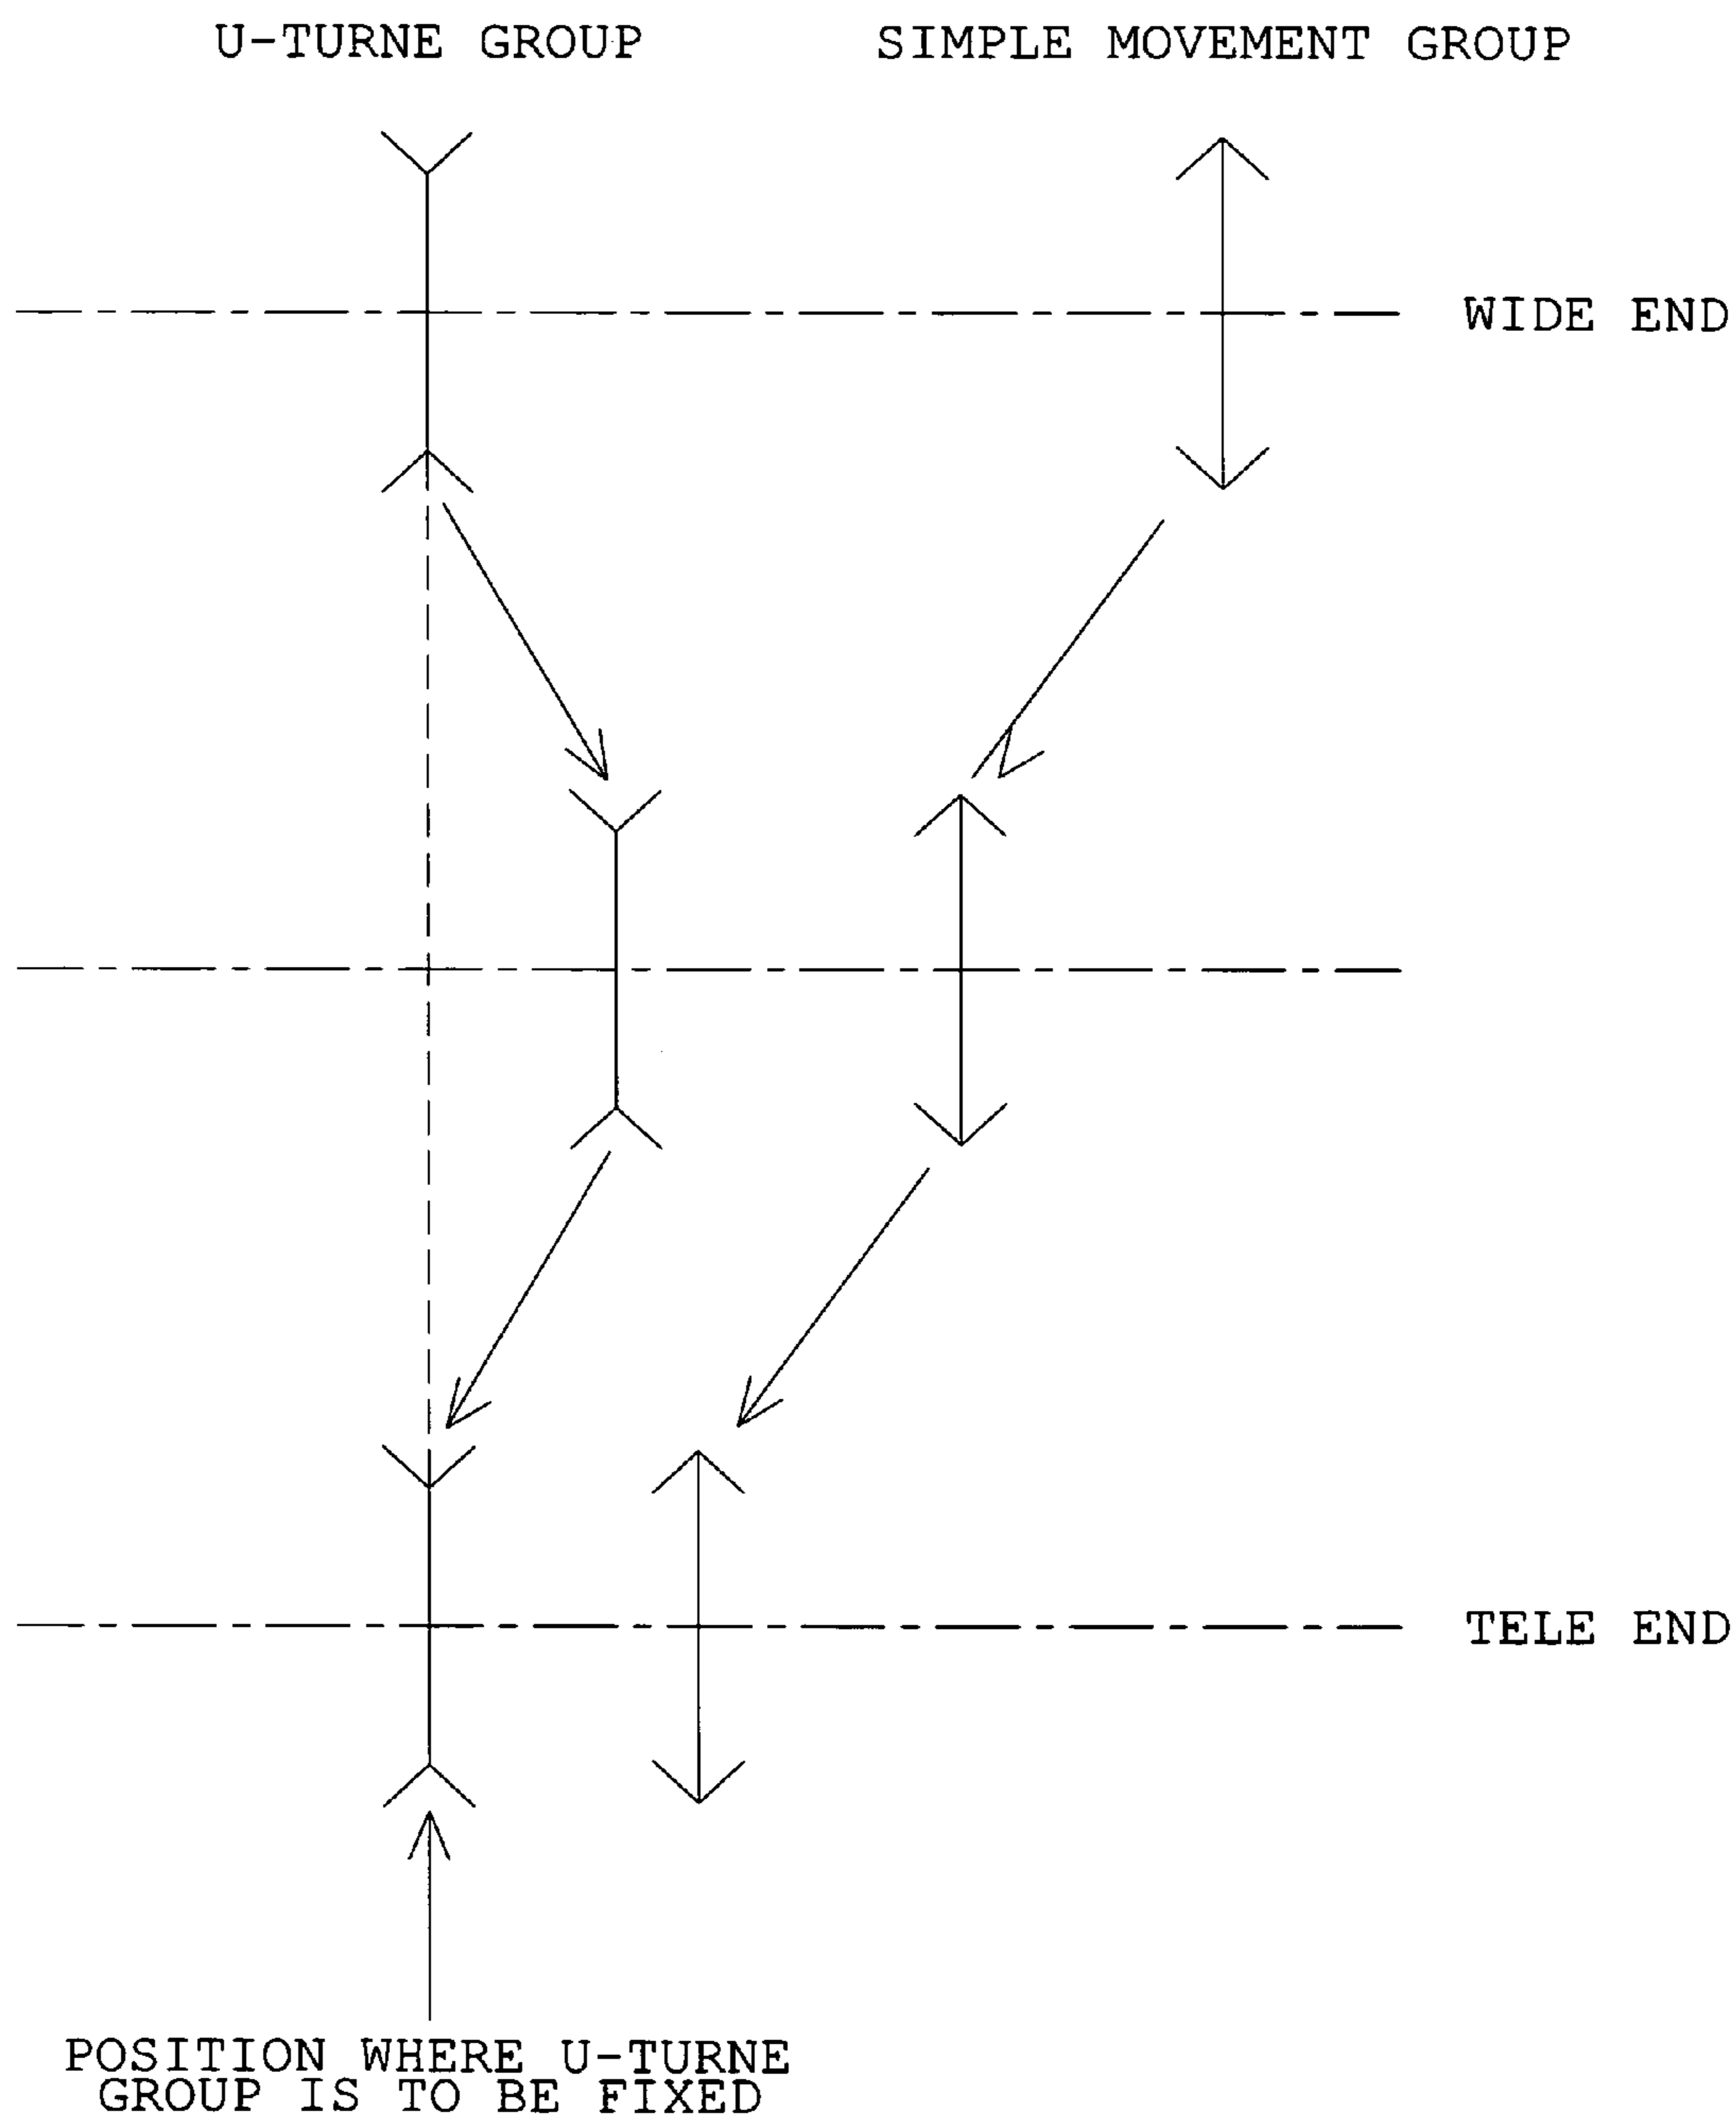 U-TURNE GROUP
SIMPLE MOVEMENT GROUP
WIDE END
TELE END
POSITION WHERE U-TURNE
GROUP IS TO BE FIXED